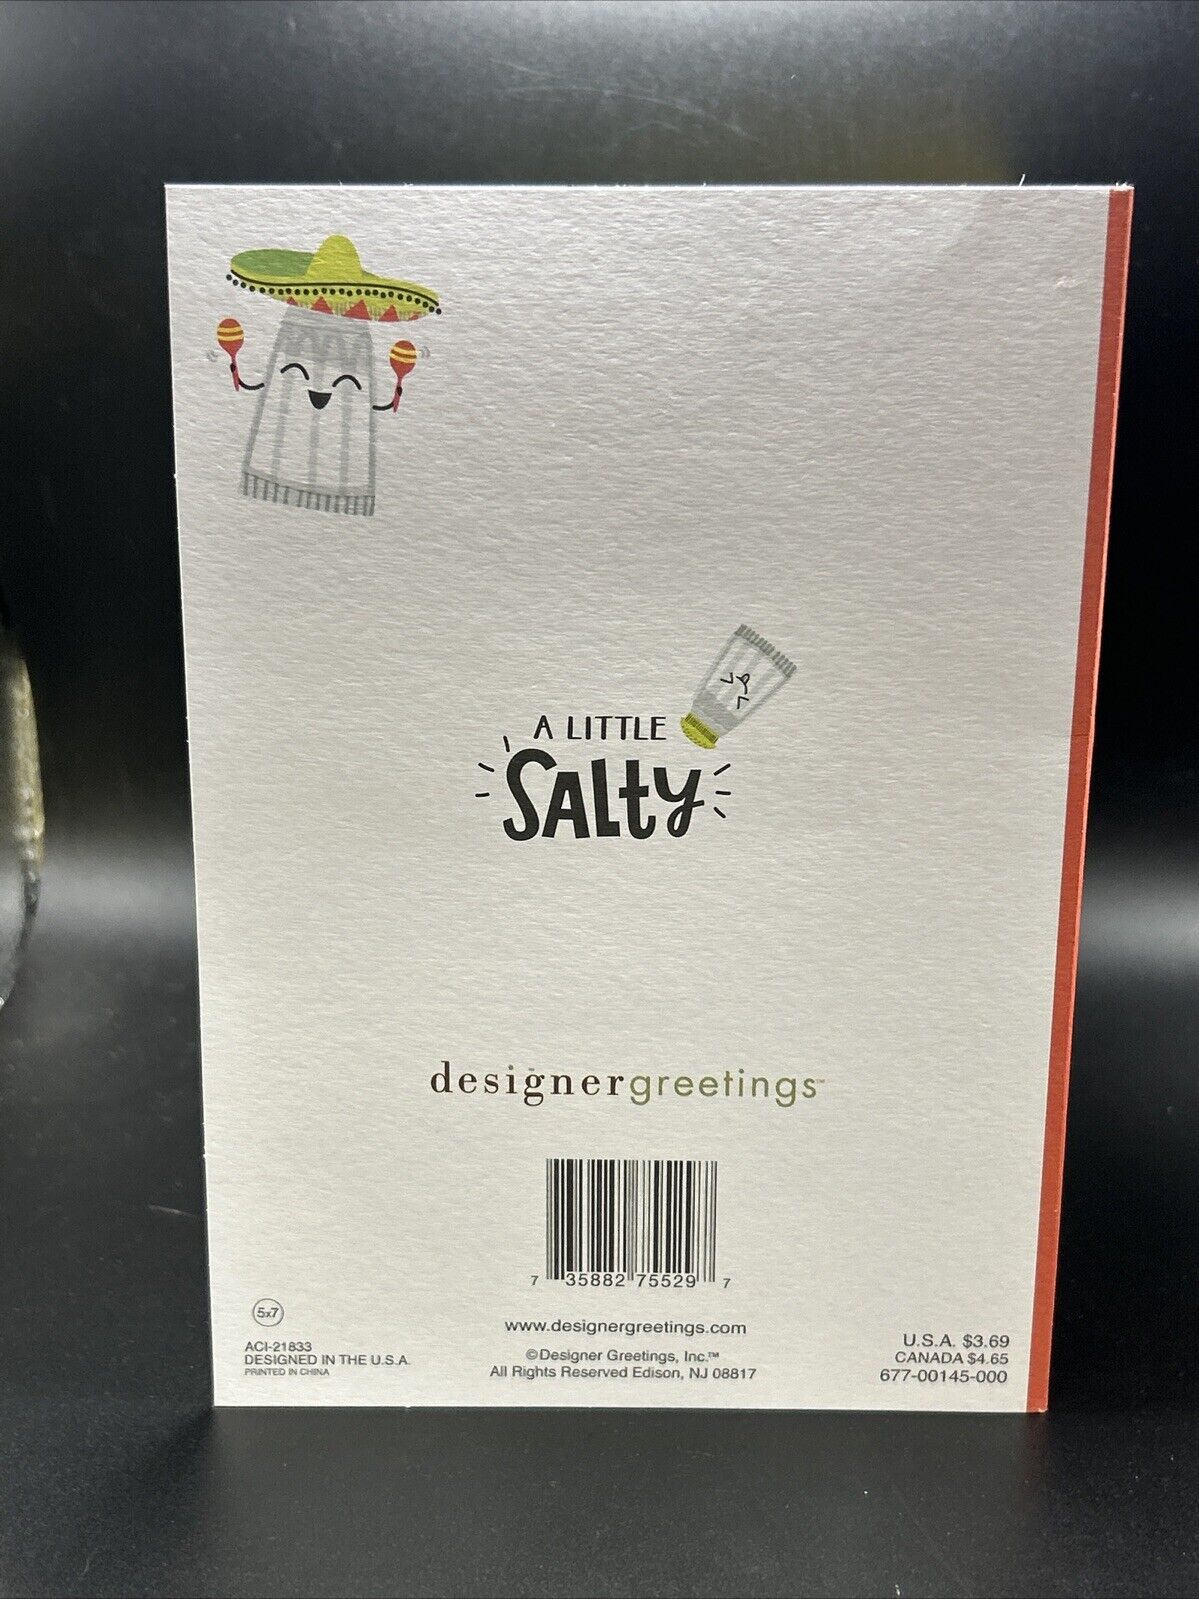 A LITTLE
SALTY
designergreetings™
7 35882 75529 7
5x7
www.designergreetings.com
ACI-21833
DESIGNED IN THE U.S.A.
PRINTED IN CHINA
©Designer Greetings, Inc.™
All Rights Reserved Edison, NJ 08817
U.S.A. $3.69
CANADA $4.65
677-00145-000